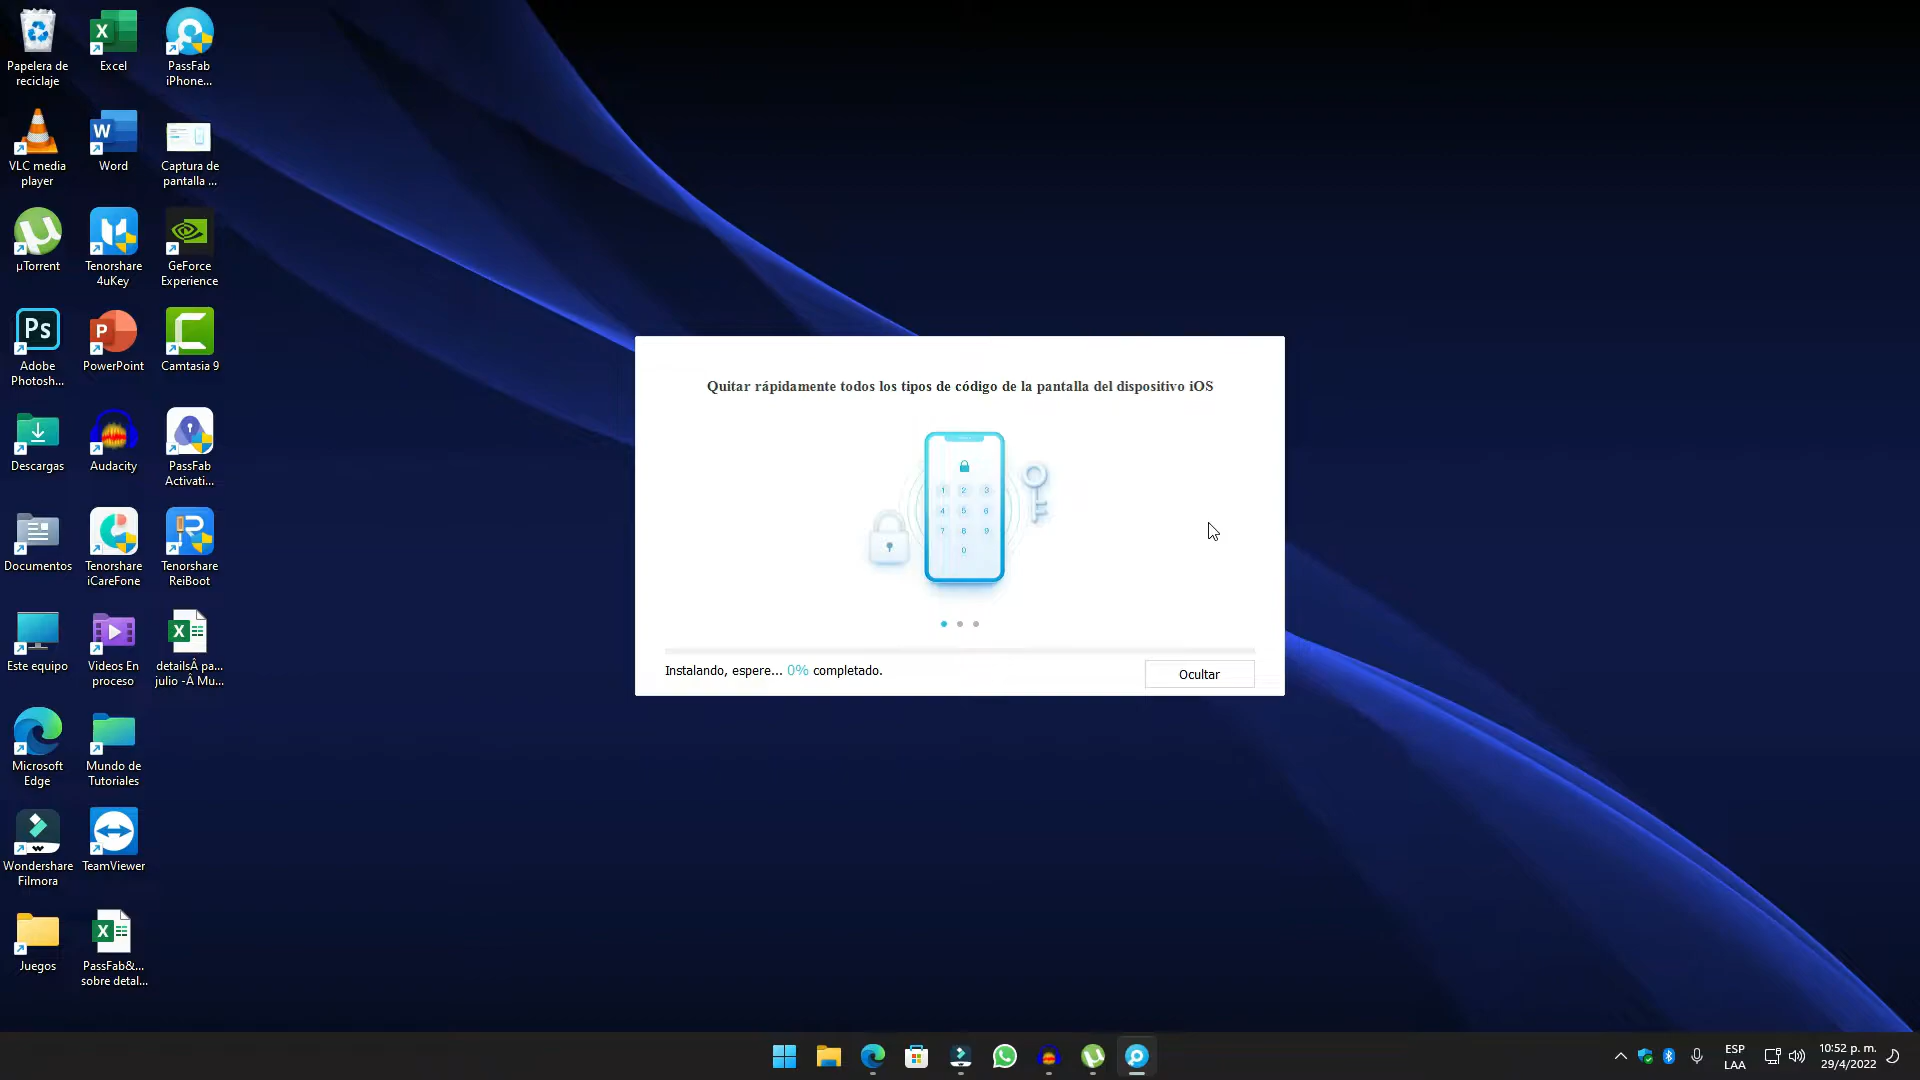 Papelera de
reciclaje
Excel
PassFab
iPhone...
VLC media
player
Word
Captura de
pantalla ...
µTorrent
Tenorshare
4uKey
GeForce
Experience
Adobe
Photosh...
PowerPoint
Camtasia 9
Descargas
Audacity
PassFab
Activati...
Documentos
Tenorshare
iCareFone
Tenorshare
ReiBoot
Este equipo
Videos En
proceso
detailsÂ pa...
julio -Â Mu...
Microsoft
Edge
Mundo de
Tutoriales
Wondershare
Filmora
TeamViewer
Juegos
PassFab&...
sobre detal...
Quitar rápidamente todos los tipos de código de la pantalla del dispositivo iOS
1 2 3
4 5 6
7 8 9
0
Instalando, espere... 0% completado.
Ocultar
ESP
LAA
10:52 p. m.
29/4/2022